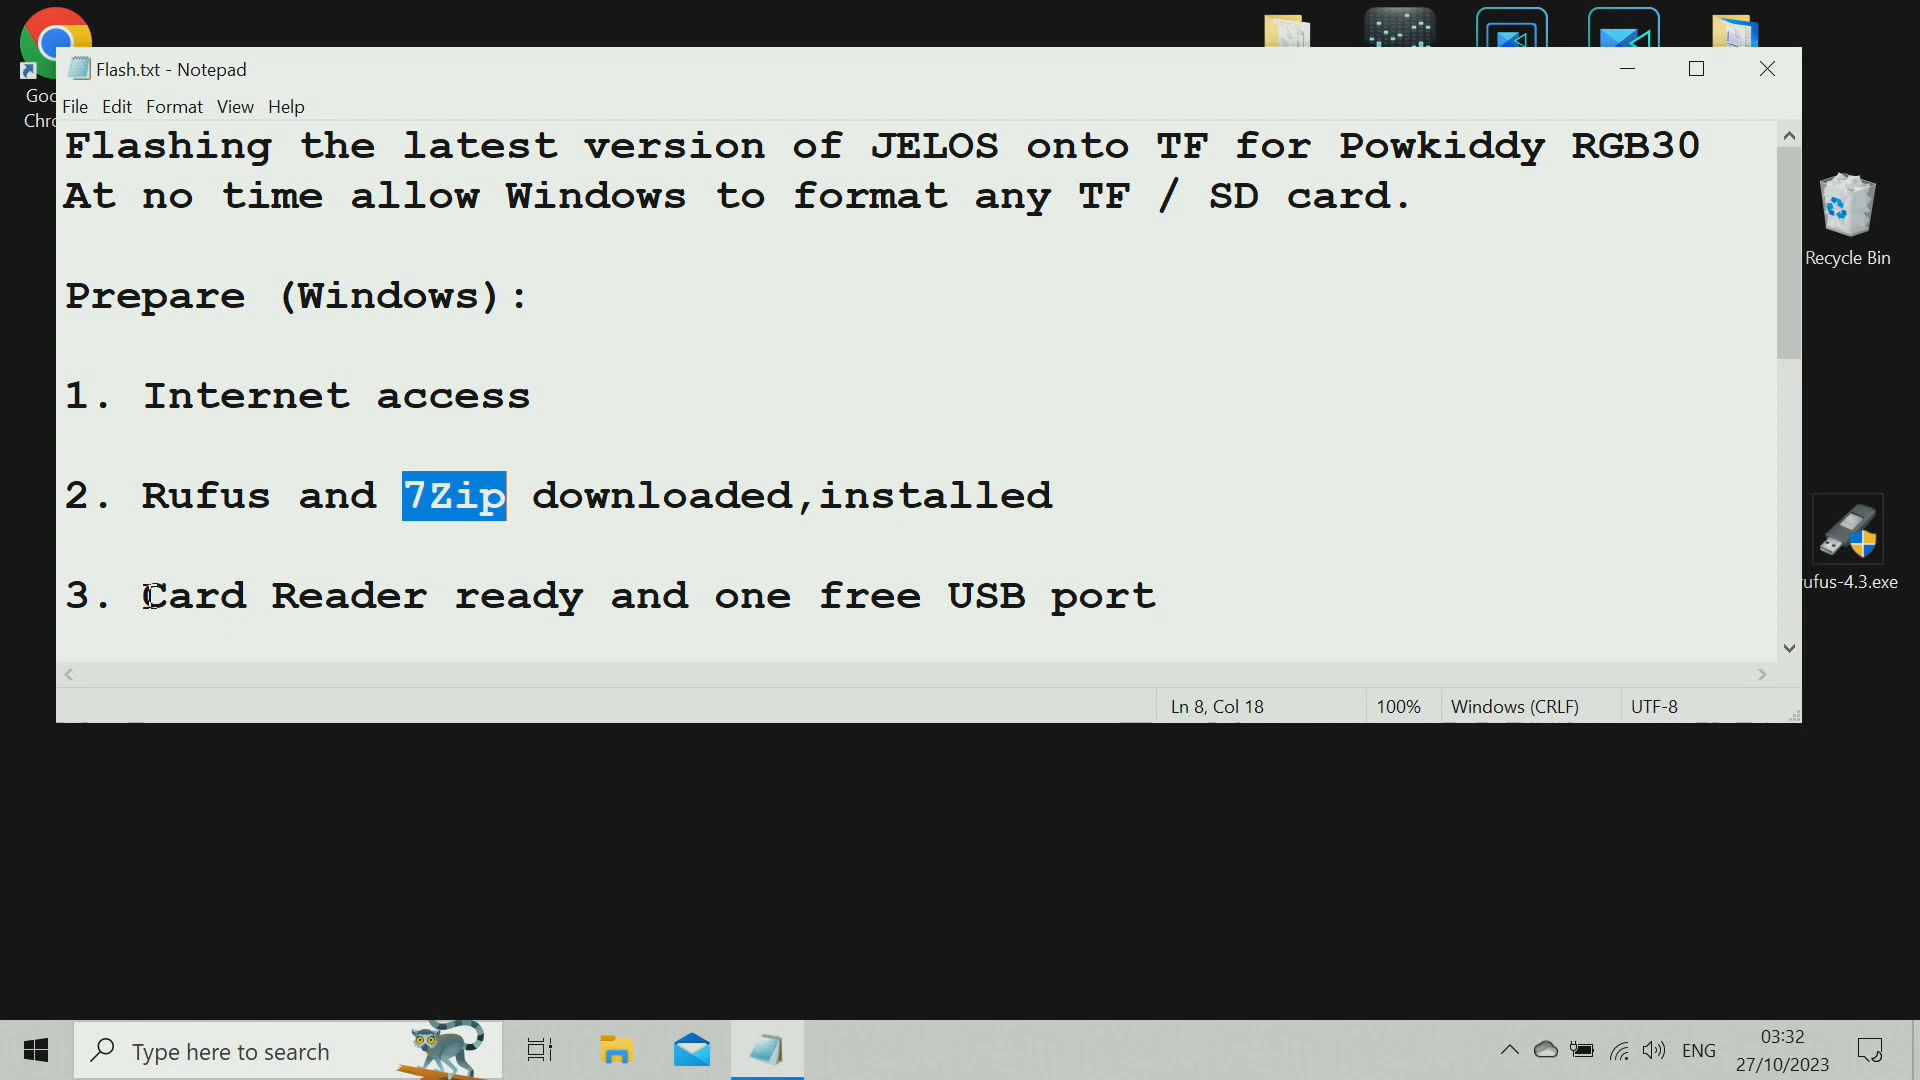 Goo
Chro
Flash.txt - Notepad
File Edit Format View Help
Flashing the latest version of JELOS onto TF for Powkiddy RGB30
At no time allow Windows to format any TF / SD card.
Prepare (Windows):
1. Internet access
2. Rufus and 7Zip downloaded,installed
3. Card Reader ready and one free USB port
Ln 8, Col 18
100%
Windows (CRLF)
UTF-8
Recycle Bin
rufus-4.3.exe
Type here to search
ENG
03:32
27/10/2023